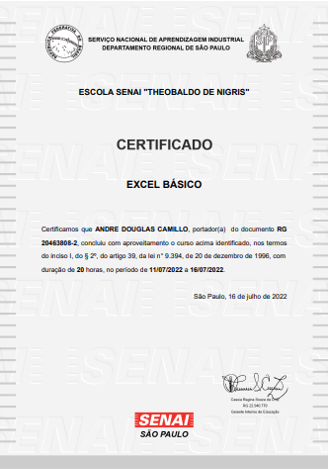 SERVIÇO NACIONAL DE APRENDIZAGEM INDUSTRIAL
DEPARTAMENTO REGIONAL DE SÃO PAULO
ESCOLA SENAI "THEOBALDO DE NIGRIS"
CERTIFICADO
EXCEL BÁSICO
Certificamos que ANDRE DOUGLAS CAMILLO, portador(a) do documento RG
20463808-2, concluiu com aproveitamento o curso acima identificado, nos termos
do inciso I, do § 2º, do artigo 39, da lei n° 9.394, de 20 de dezembro de 1996, com
duração de 20 horas, no período de 11/07/2022 a 16/07/2022.
São Paulo, 16 de julho de 2022
Gerente Interno de Educação
SENAI
SÃO PAULO